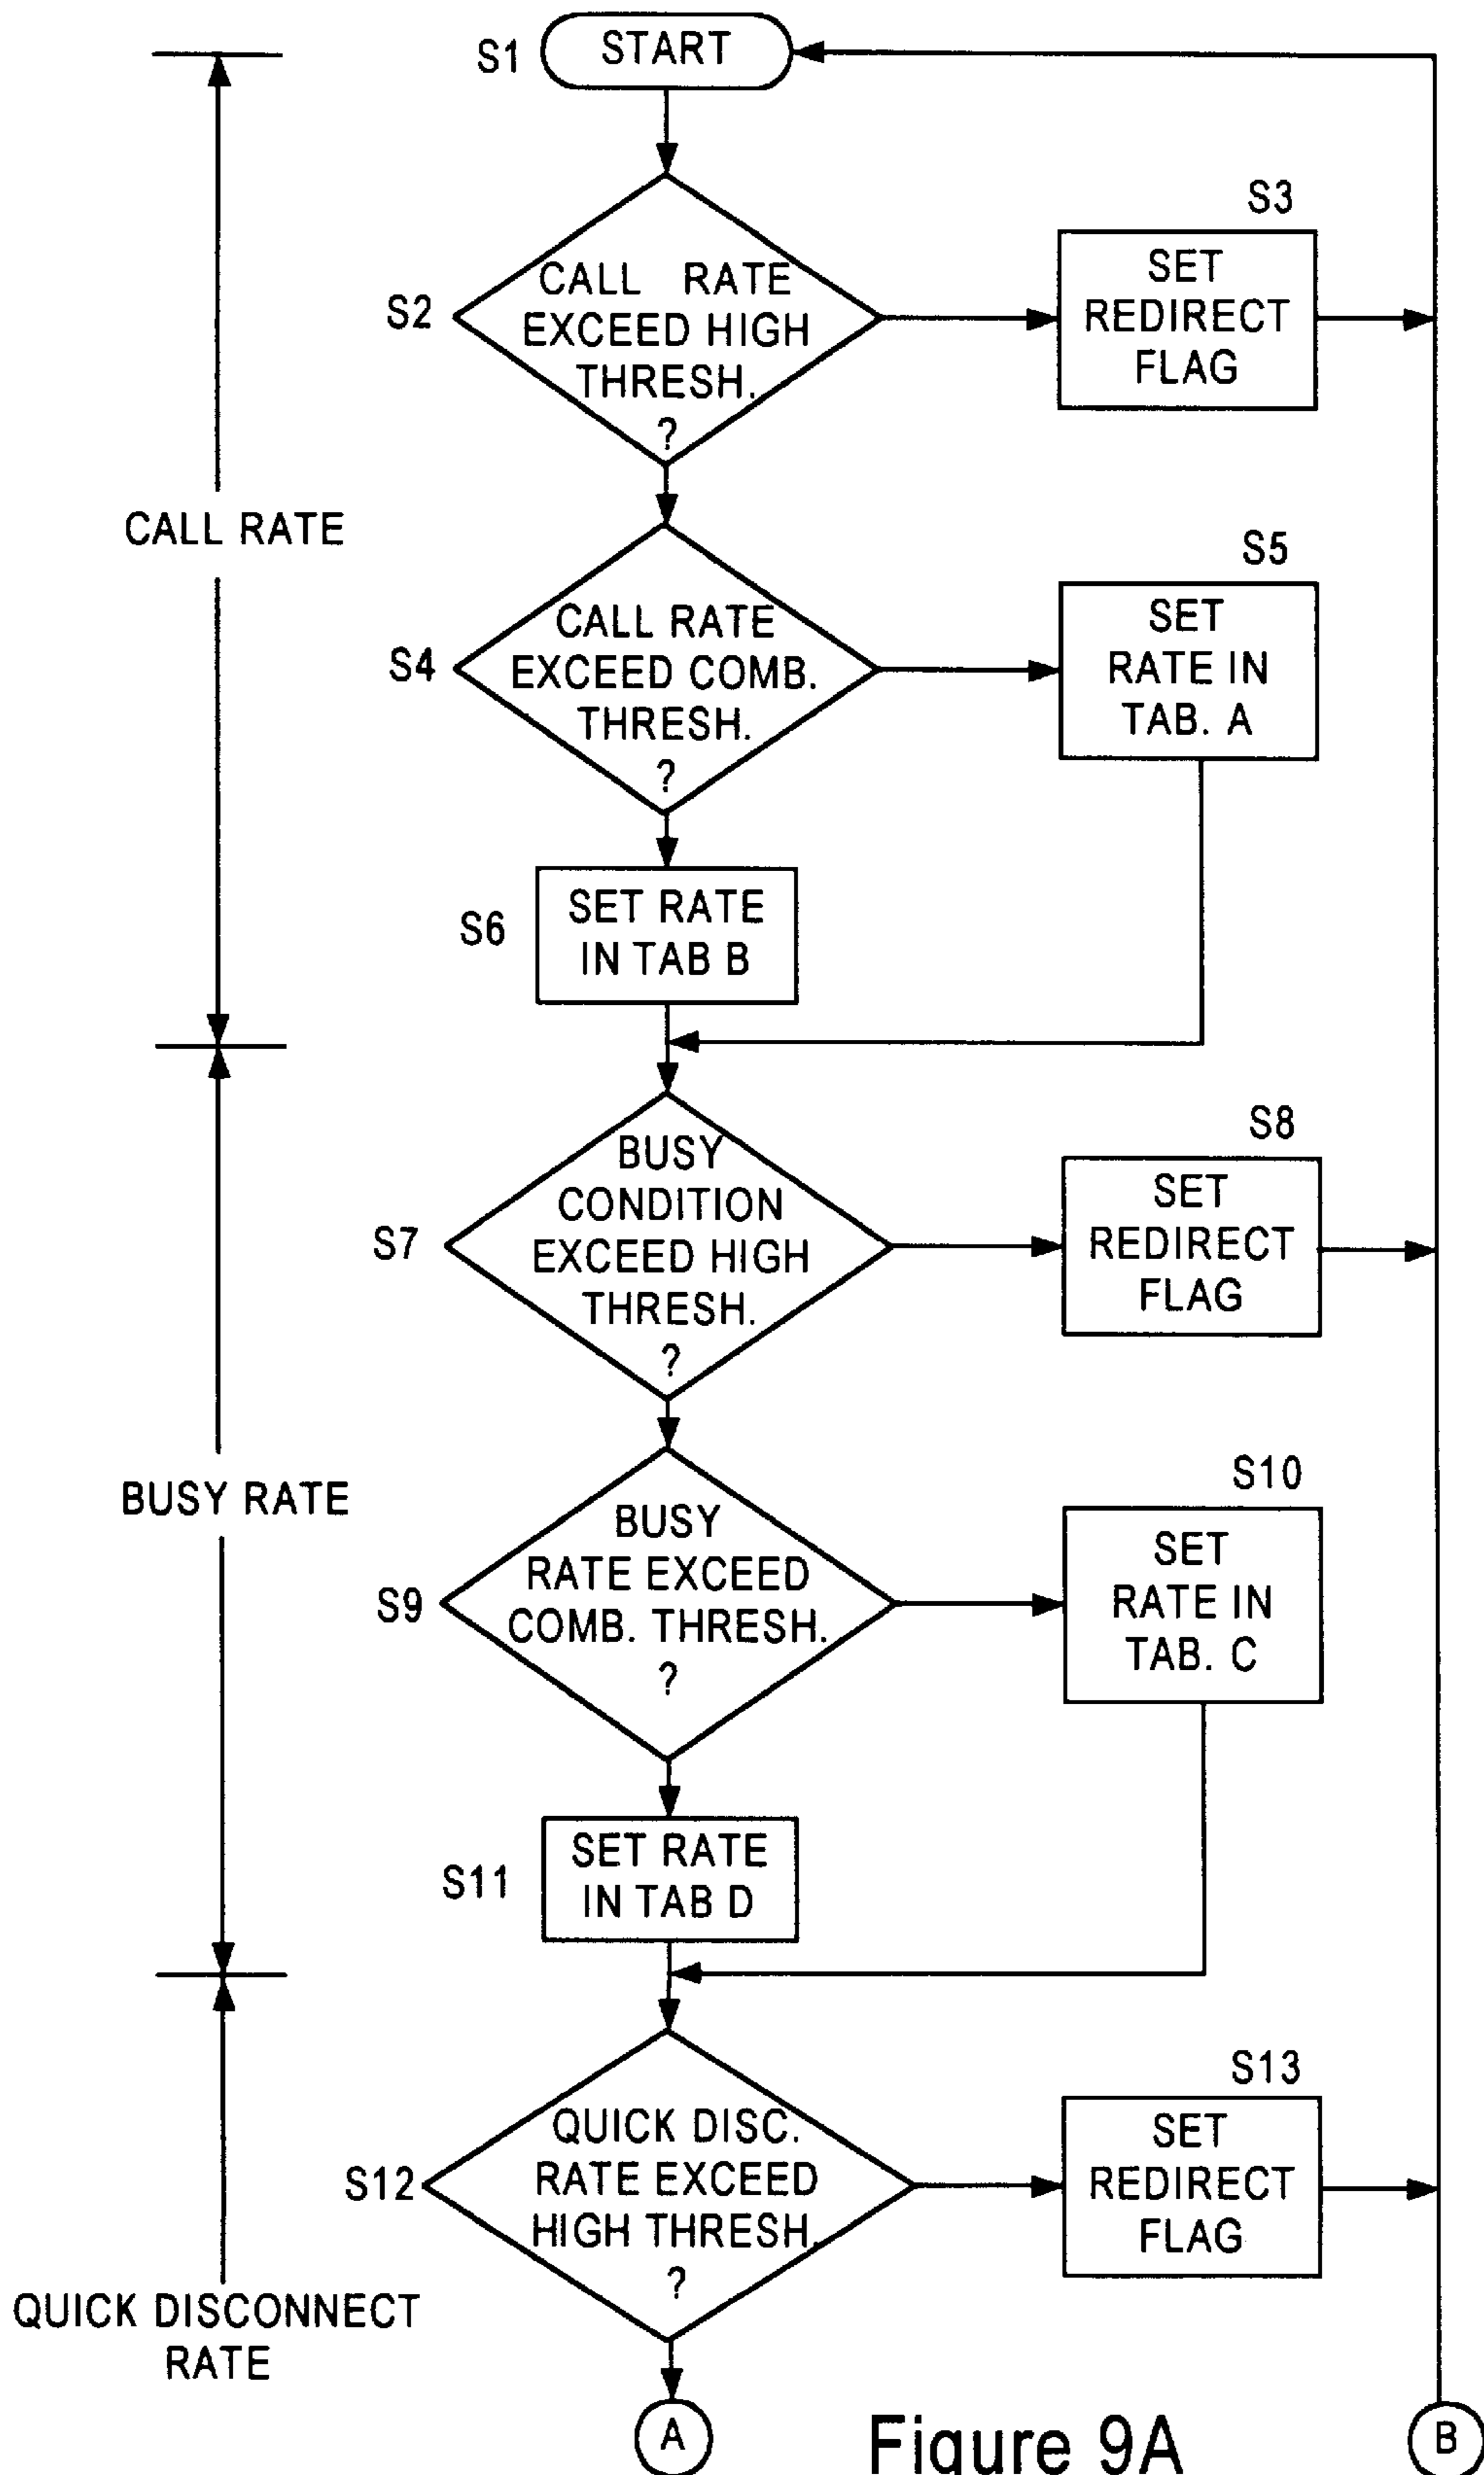 S1
START
S2
CALL RATE
EXCEED HIGH
THRESH.
?
S3
SET
REDIRECT
FLAG
CALL RATE
S4
CALL RATE
EXCEED COMB.
THRESH.
?
S5
SET
RATE IN
TAB. A
S6
SET RATE
IN TAB B
S7
BUSY
CONDITION
EXCEED HIGH
THRESH.
?
S8
SET
REDIRECT
FLAG
BUSY RATE
S9
BUSY
RATE EXCEED
COMB. THRESH.
?
S10
SET
RATE IN
TAB. C
S11
SET RATE
IN TAB D
S12
QUICK DISC.
RATE EXCEED
HIGH THRESH.
?
S13
SET
REDIRECT
FLAG
QUICK DISCONNECT
RATE
A
Figure 9A
B